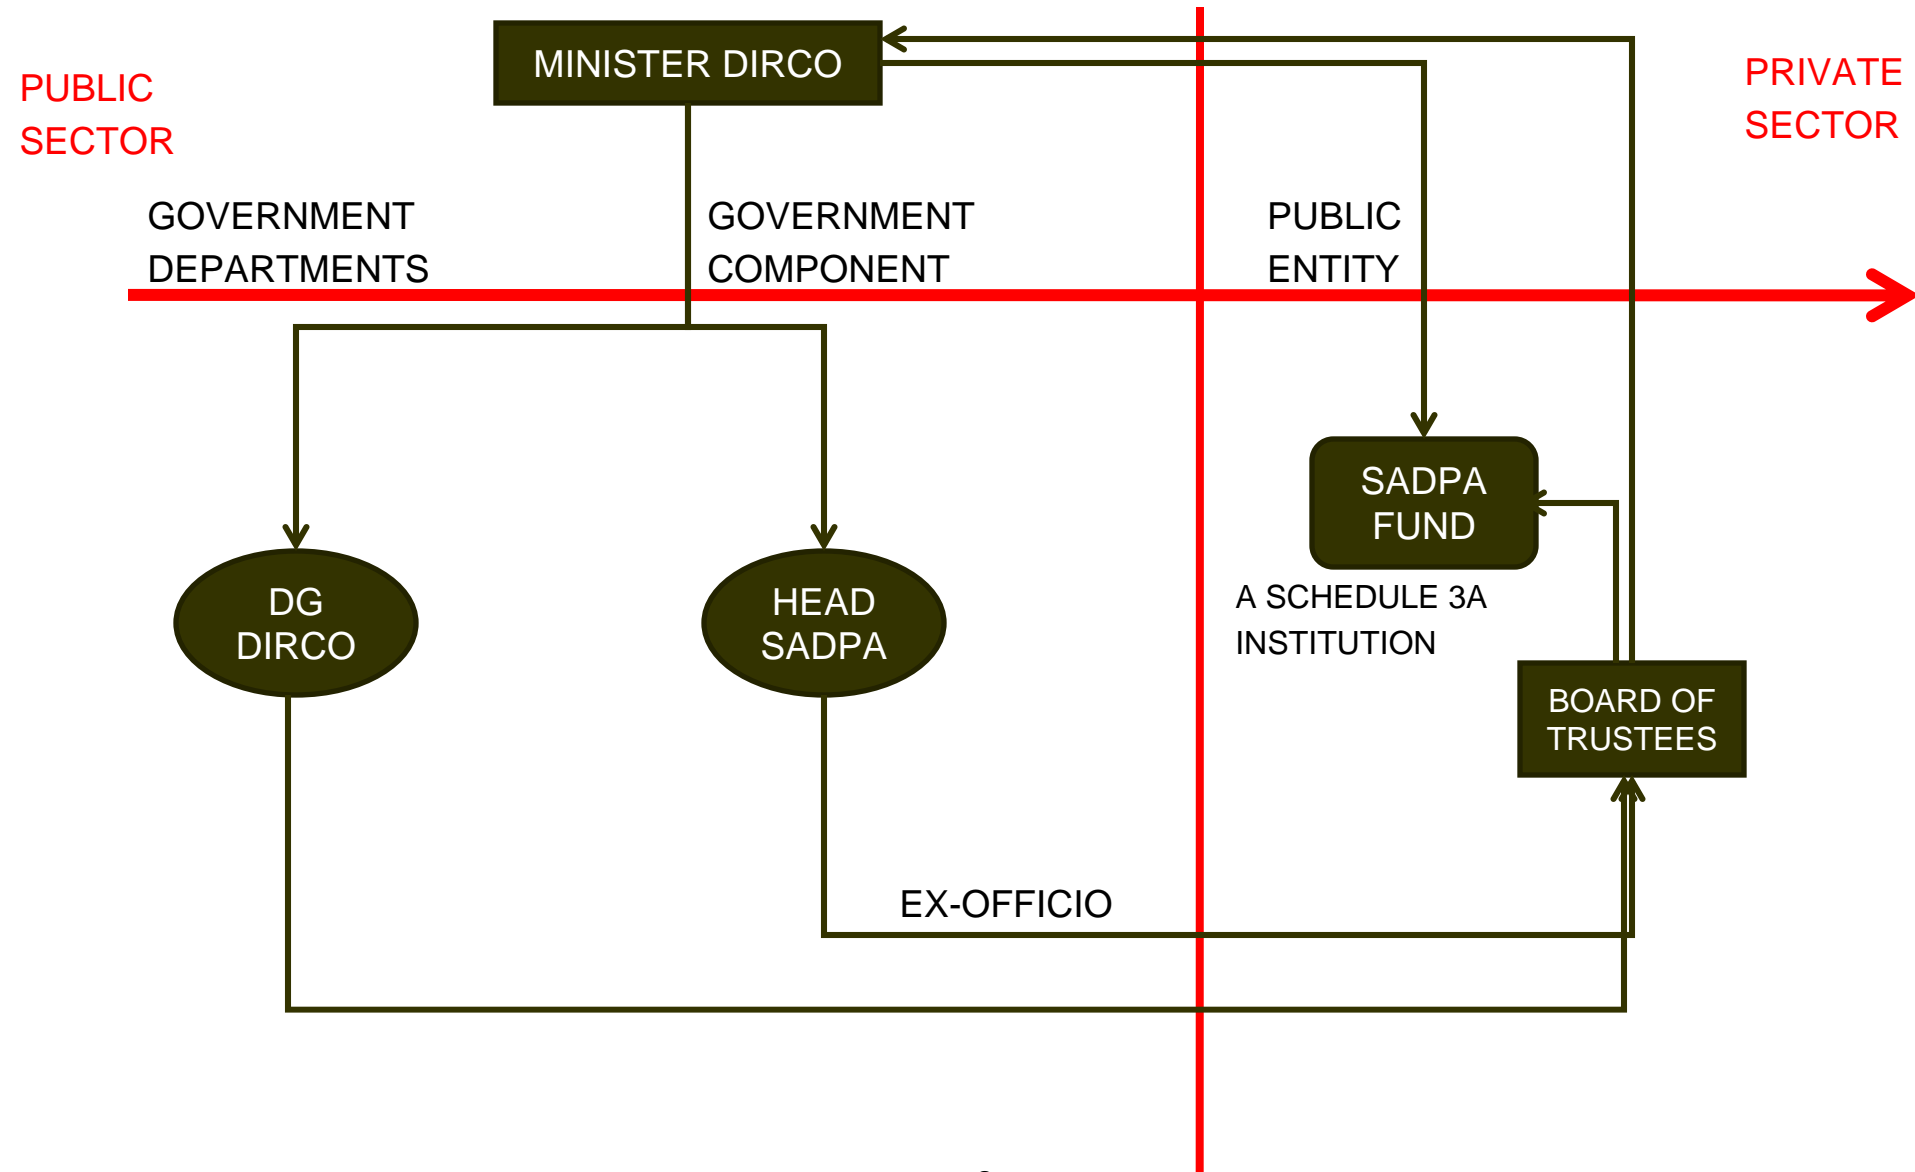 MINISTER DIRCO
PUBLIC
SECTOR
PRIVATE
SECTOR
GOVERNMENT
DEPARTMENTS
GOVERNMENT
COMPONENT
PUBLIC
ENTITY
SADPA
FUND
A SCHEDULE 3A
INSTITUTION
DG
DIRCO
HEAD
SADPA
BOARD OF
TRUSTEES
EX-OFFICIO